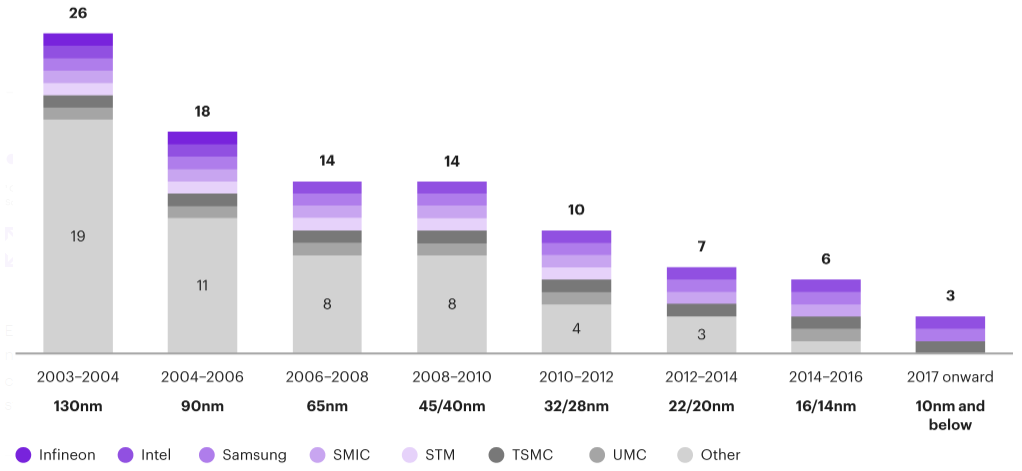 26
18
14
14
10
7
6
3
19
11
8
8
4
3
2003–2004
2004–2006
2006–2008
2008–2010
2010–2012
2012–2014
2014–2016
2017 onward
130nm
90nm
65nm
45/40nm
32/28nm
22/20nm
16/14nm
10nm and
below
Infineon
Intel
Samsung
SMIC
STM
TSMC
UMC
Other